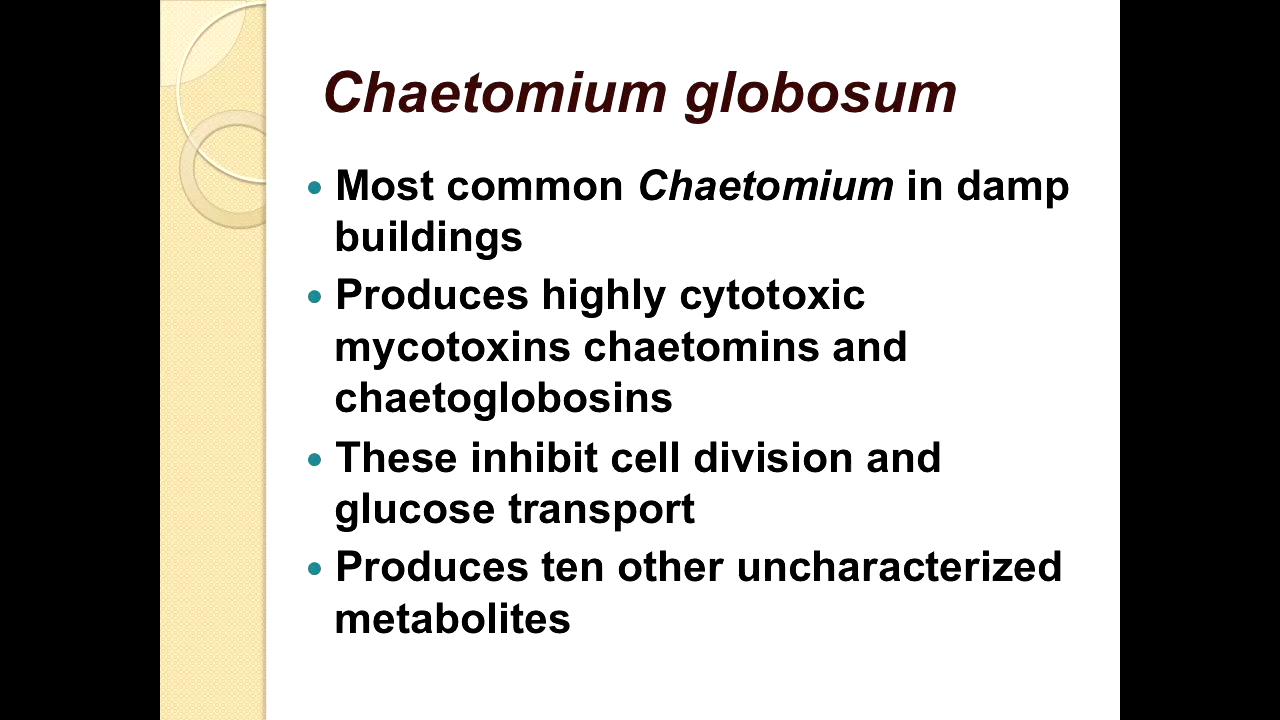 Chaetomium globosum
• Most common Chaetomium in damp
buildings
• Produces highly cytotoxic
mycotoxins chaetomins and
chaetoglobosins
• These inhibit cell division and
glucose transport
• Produces ten other uncharacterized
metabolites